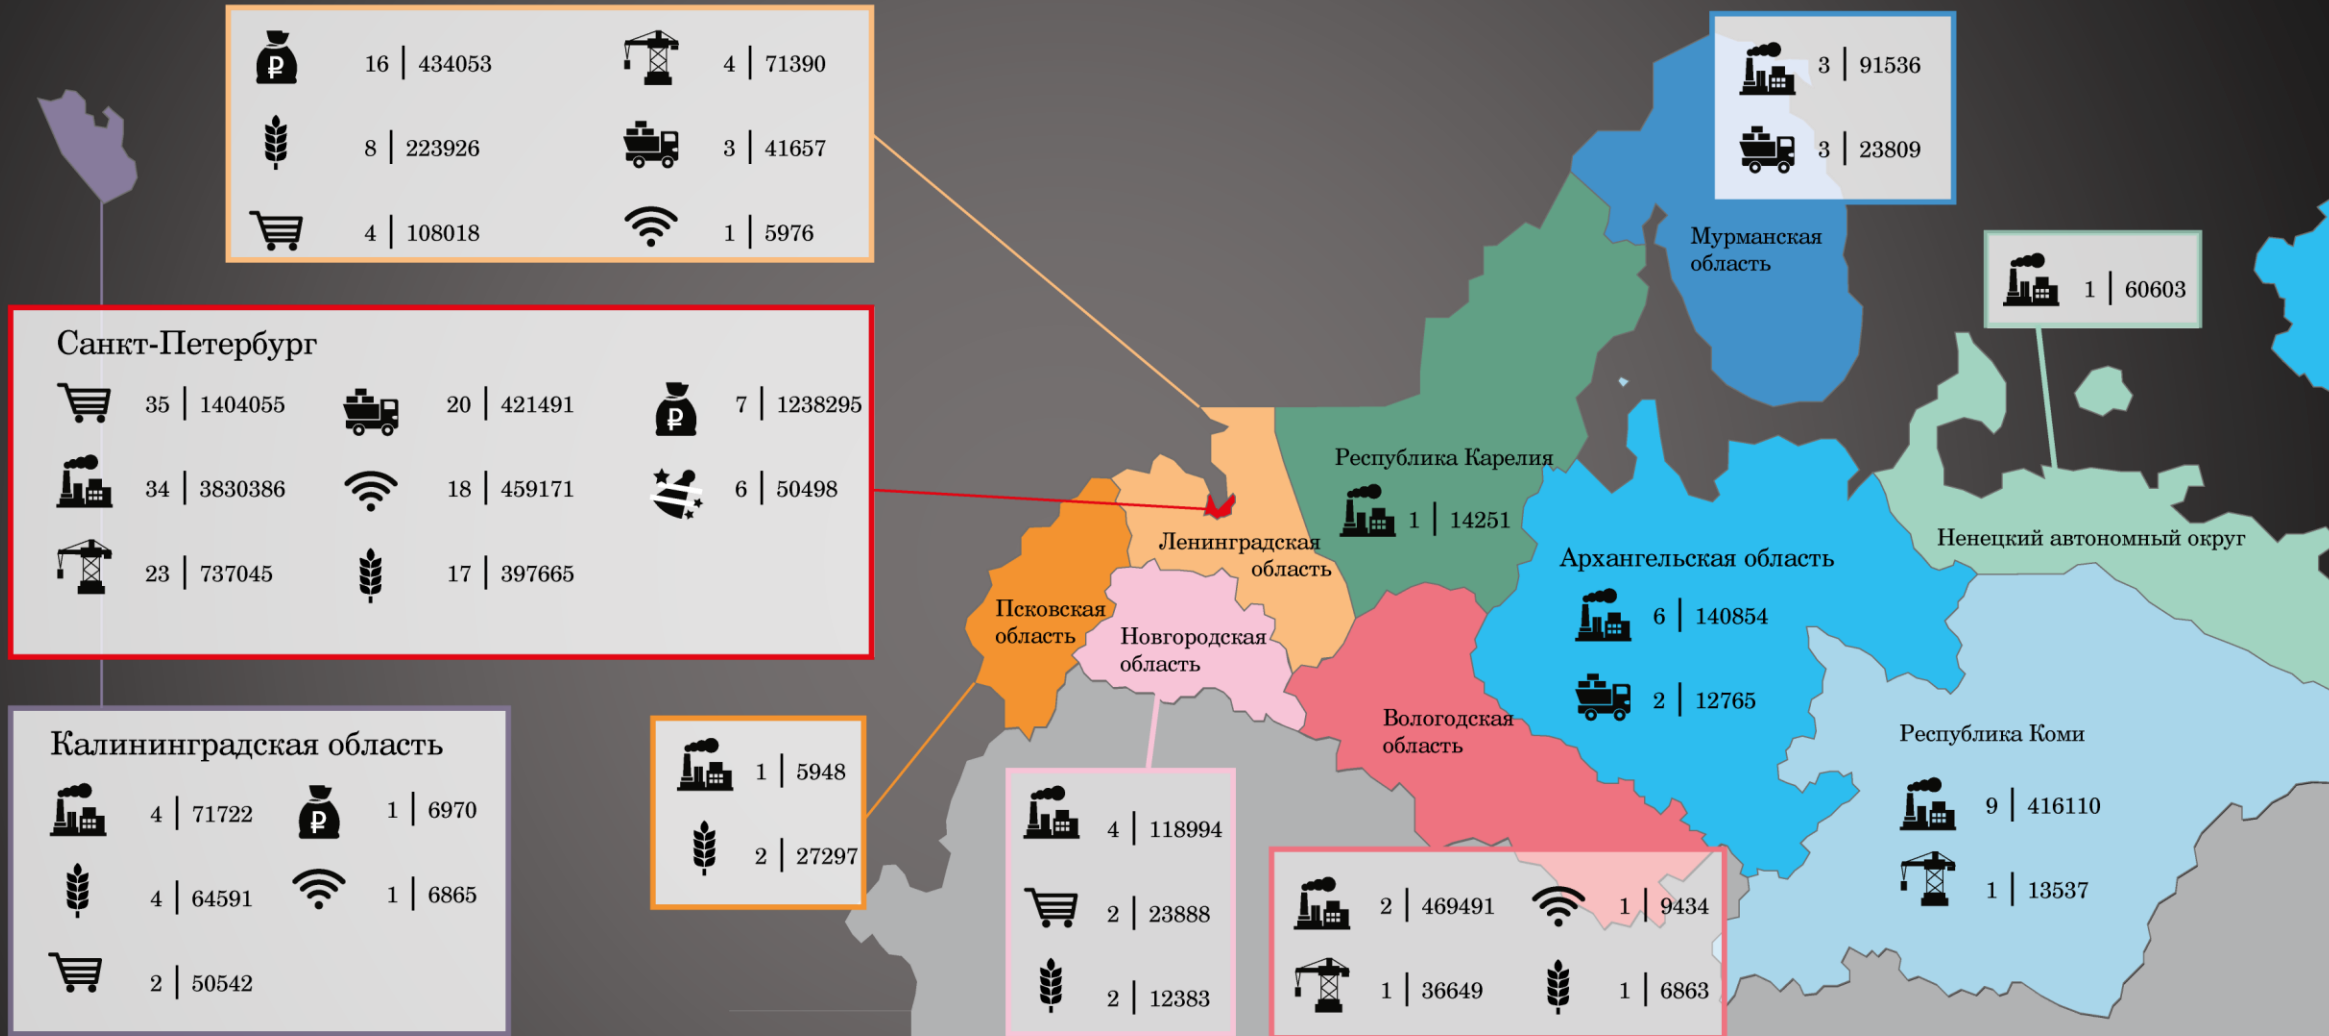 16 | 434053
4 | 71390
8 | 223926
3 | 41657
4 | 108018
1 | 5976
3 | 91536
3 | 23809
Мурманская
область
1 | 60603
Санкт-Петербург
35 | 1404055
20 | 421491
7 | 1238295
34 | 3830386
18 | 459171
6 | 50498
23 | 737045
17 | 397665
Республика Карелия
1 | 14251
Ленинградская
область
Архангельская область
6 | 140854
2 | 12765
Ненецкий автономный округ
Псковская
область
Новгородская
область
Вологодская
область
Республика Коми
9 | 416110
1 | 13537
Калининградская область
4 | 71722
1 | 6970
4 | 64591
1 | 6865
2 | 50542
1 | 5948
2 | 27297
4 | 118994
2 | 23888
2 | 12383
2 | 469491
1 | 9434
1 | 36649
1 | 6863